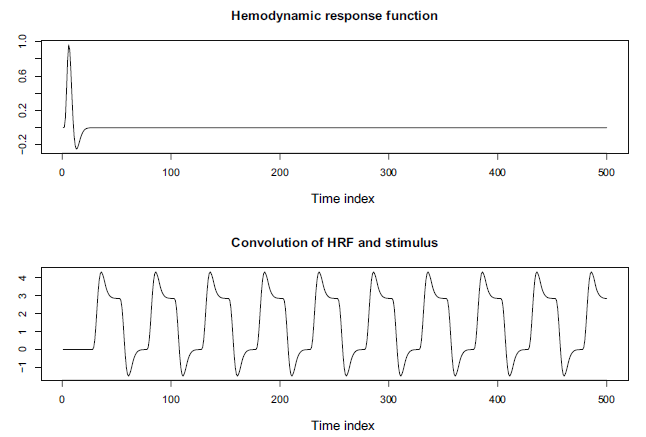 Hemodynamic response function
1.0
0.6
0.2
−0.2
0 100 200 300 400 500
Time index
Convolution of HRF and stimulus
4
3
2
1
0
−1
0 100 200 300 400 500
Time index